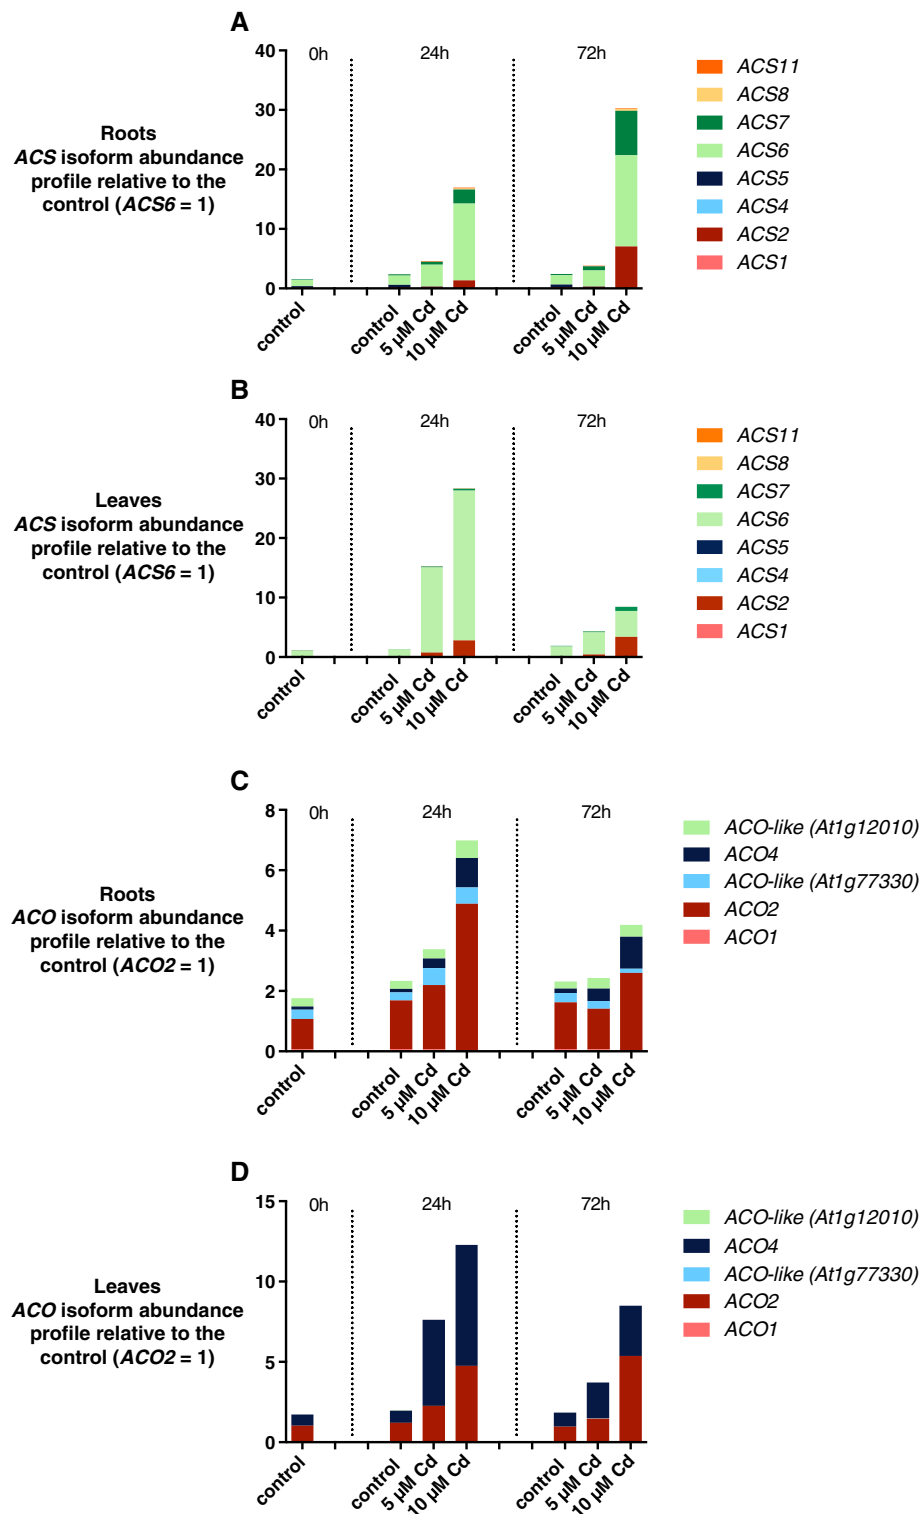 A
40
30
20
10
0
0h
24h
72h
Roots
ACS isoform abundance
profile relative to the
control (ACS6 = 1)
control
control
5 µM Cd
10 µM Cd
control
5 µM Cd
10 µM Cd
ACS11
ACS8
ACS7
ACS6
ACS5
ACS4
ACS2
ACS1
B
40
30
20
10
0
0h
24h
72h
Leaves
ACS isoform abundance
profile relative to the
control (ACS6 = 1)
control
control
5 µM Cd
10 µM Cd
control
5 µM Cd
10 µM Cd
ACS11
ACS8
ACS7
ACS6
ACS5
ACS4
ACS2
ACS1
C
8
6
4
2
0
0h
24h
72h
Roots
ACO isoform abundance
profile relative to the
control (ACO2 = 1)
control
control
5 µM Cd
10 µM Cd
control
5 µM Cd
10 µM Cd
ACO-like (At1g12010)
ACO4
ACO-like (At1g77330)
ACO2
ACO1
D
15
10
5
0
0h
24h
72h
Leaves
ACO isoform abundance
profile relative to the
control (ACO2 = 1)
control
control
5 µM Cd
10 µM Cd
control
5 µM Cd
10 µM Cd
ACO-like (At1g12010)
ACO4
ACO-like (At1g77330)
ACO2
ACO1